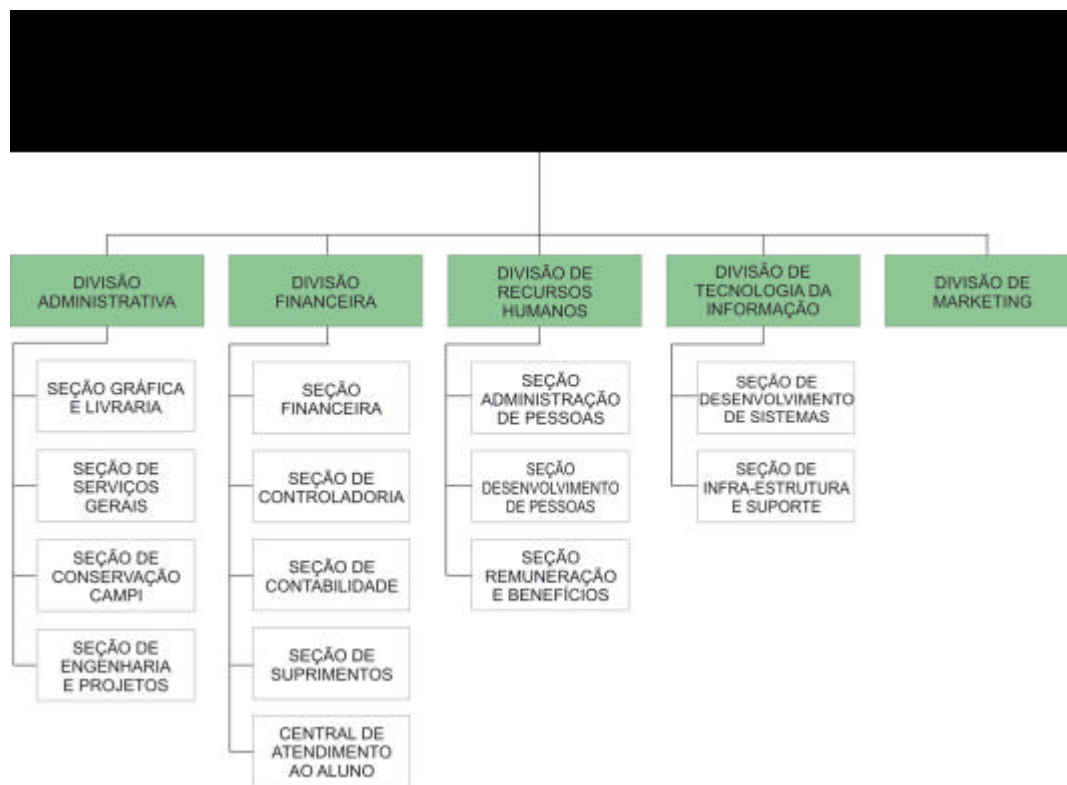 DIVISÃO
ADMINISTRATIVA
DIVISÃO
FINANCEIRA
DIVISÃO DE
RECURSOS
HUMANOS
DIVISÃO DE
TECNOLOGIA DA
INFORMAÇÃO
DIVISÃO DE
MARKETING
SEÇÃO GRÁFICA
E LIVRARIA
SEÇÃO DE
SERVIÇOS
GERAIS
SEÇÃO DE
CONSERVAÇÃO
CAMPI
SEÇÃO DE
ENGENHARIA
E PROJETOS
SEÇÃO
FINANCEIRA
SEÇÃO DE
CONTROLADORIA
SEÇÃO DE
CONTABILIDADE
SEÇÃO DE
SUPRIMENTOS
CENTRAL DE
ATENDIMENTO
AO ALUNO
SEÇÃO
ADMINISTRAÇÃO
DE PESSOAS
SEÇÃO
DESENVOLVIMENTO
DE PESSOAS
SEÇÃO
REMUNERAÇÃO
E BENEFÍCIOS
SEÇÃO DE
DESENVOLVIMENTO
DE SISTEMAS
SEÇÃO DE
INFRA-ESTRUTURA
E SUPORTE